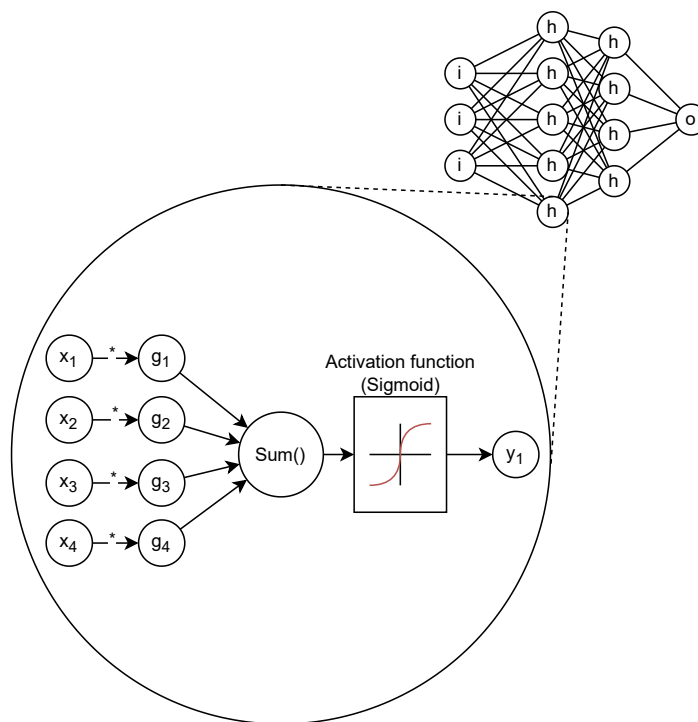 h
h
i
h
h
i
h
o
h
i
h
h
h
x1 * g1
Activation function
(Sigmoid)
x2 * g2
Sum()
y1
x3 * g3
x4 * g4